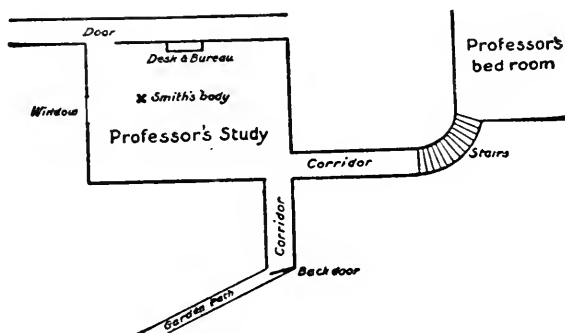 Door
Desk & Bureau
Professor's
bed room
Window
Smith's body
Professor's Study
Corridor
Stairs
Corridor
Back door
Garden Path